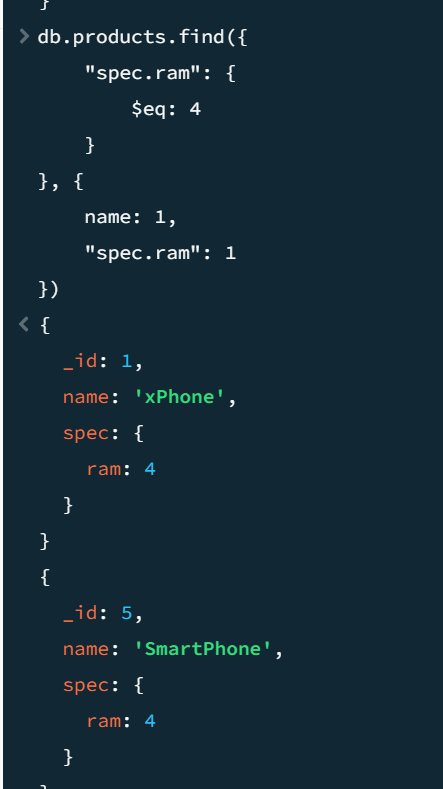 }
> db.products.find({
"spec.ram": {
$eq: 4
}
}, {
name: 1,
"spec.ram": 1
})
< {
_id: 1,
name: 'xPhone',
spec: {
ram: 4
}
}
{
_id: 5,
name: 'SmartPhone',
spec: {
ram: 4
}
}